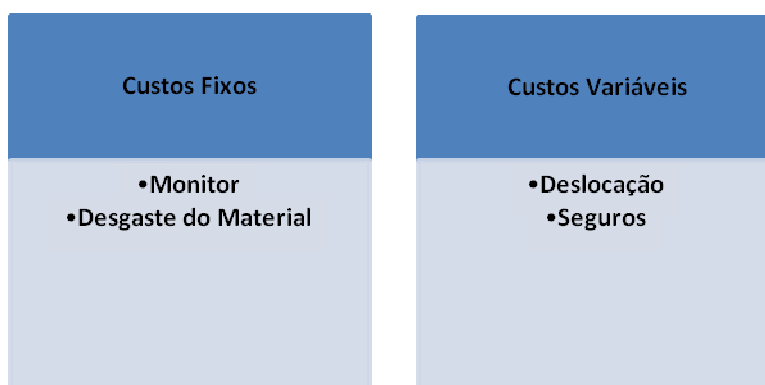 Custos Fixos
•Monitor
•Desgaste do Material
Custos Variáveis
•Deslocação
•Seguros